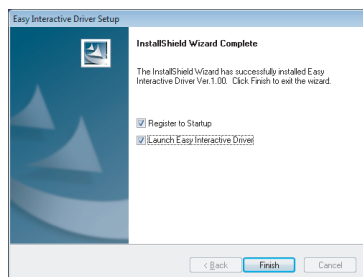 Easy Interactive Driver Setup
InstallShield Wizard Complete
The InstallShield Wizard has successfully installed Easy
Interactive Driver Ver.1.00. Click Finish to exit the wizard.
Register to Startup
Launch Easy Interactive Driver
< Back Finish Cancel